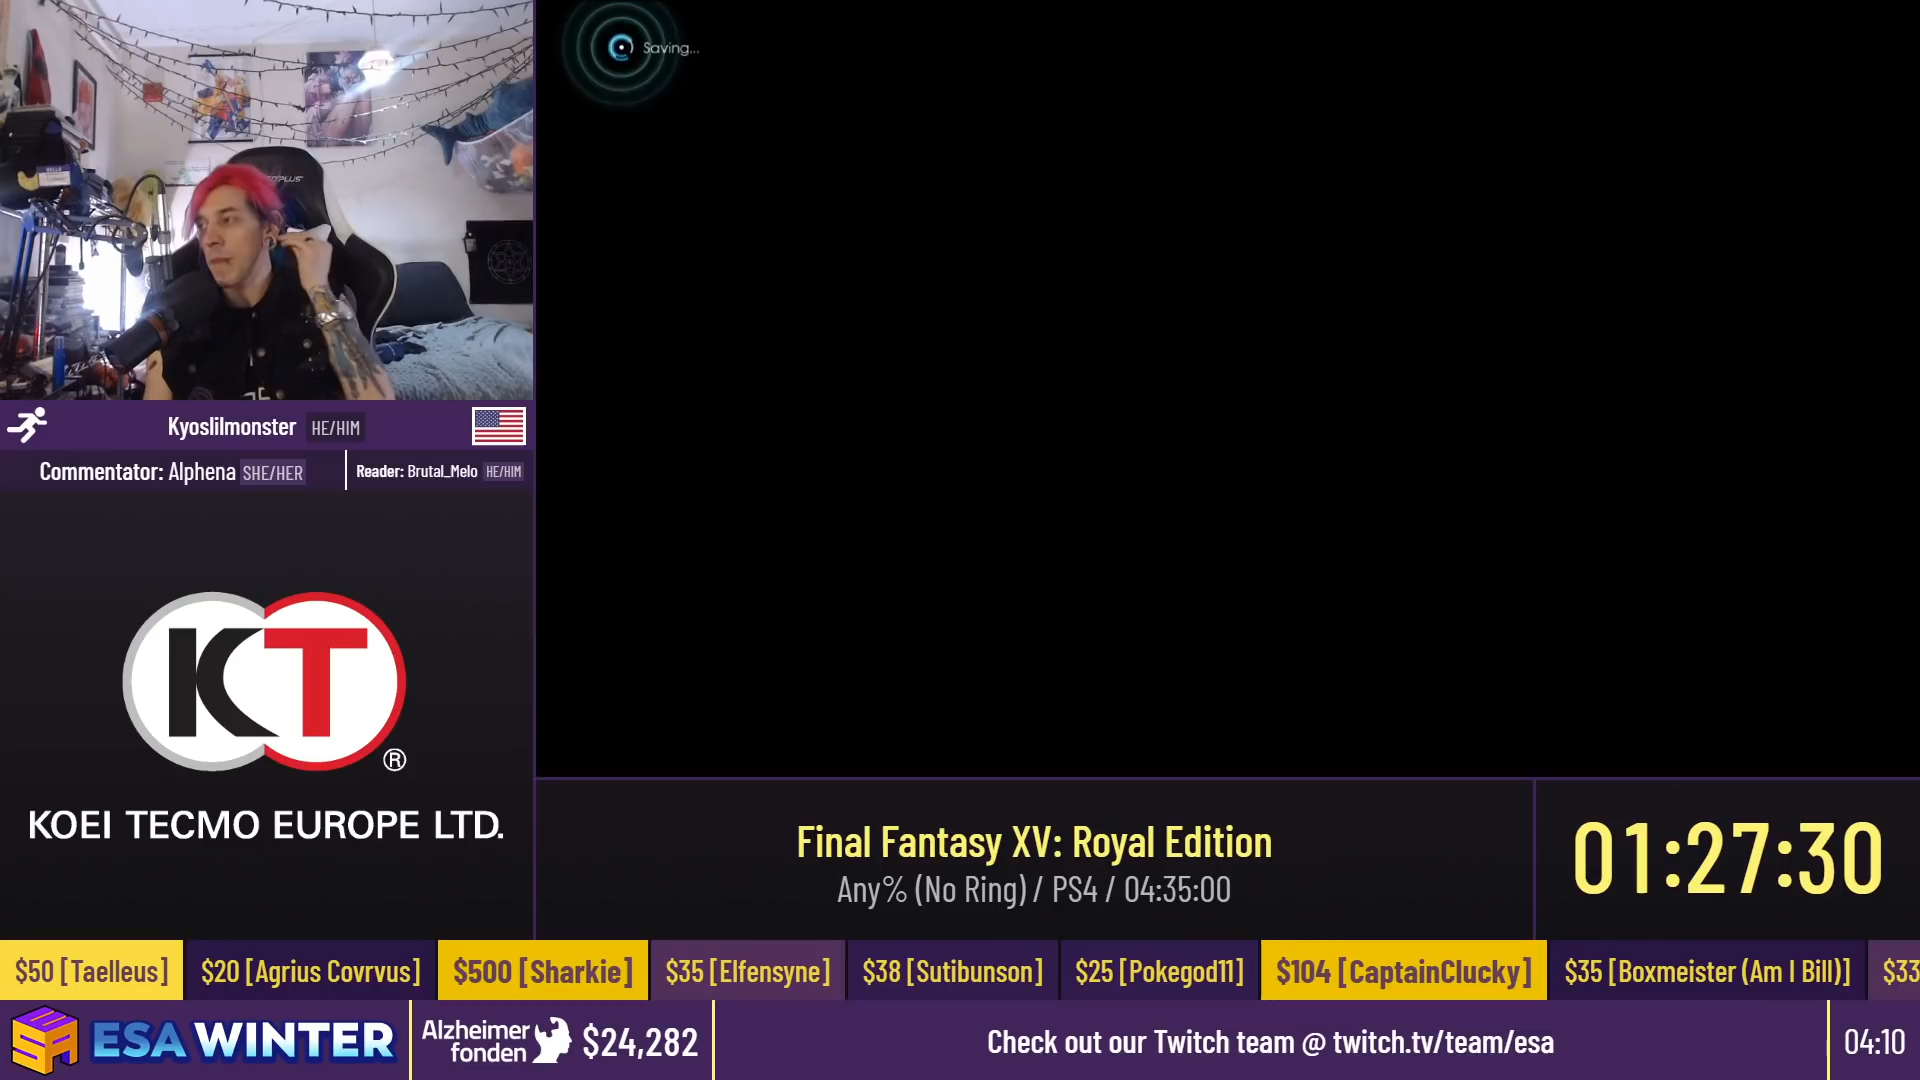 Saving...
Kyoslilmonster HE/HIM
Commentator: Alphena SHE/HER
Reader: Brutal_Melo HE/HIM
KT
®
KOEI TECMO EUROPE LTD.
Final Fantasy XV: Royal Edition
Any% (No Ring) / PS4 / 04:35:00
01:27:30
$50 [Taelleus] $20 [Agrius Covrvus] $500 [Sharkie] $35 [Elfensyne] $38 [Sutibunson] $25 [Pokegod11] $104 [CaptainClucky] $35 [Boxmeister (Am I Bill)] $33
ESA WINTER
Alzheimer
fonden
$24,282
Check out our Twitch team @ twitch.tv/team/esa
04:10